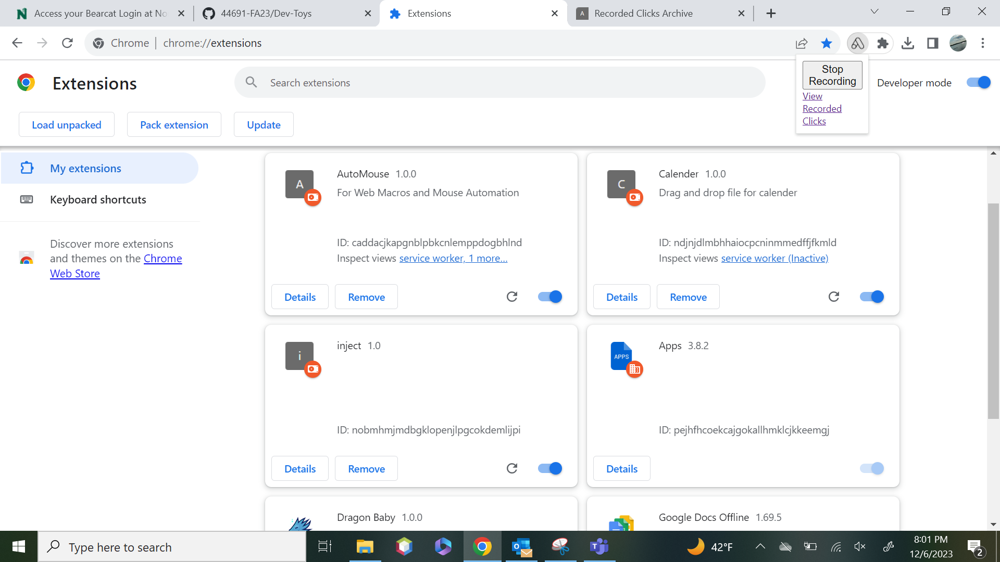 Access your Bearcat Login at No
44691-FA23/Dev-Toys
Extensions
A
Recorded Clicks Archive
Chrome
chrome://extensions
Extensions
Search extensions
Stop
Recording
View
Recorded
Clicks
Developer mode
Load unpacked
Pack extension
Update
My extensions
Keyboard shortcuts
Discover more extensions
and themes on the Chrome
Web Store
A
AutoMouse 1.0.0
For Web Macros and Mouse Automation
ID: caddacjkapgnblpbkcnlemppdogbhlnd
Inspect views service worker, 1 more...
Details
Remove
C
Calender 1.0.0
Drag and drop file for calender
ID: ndjnjdlmbhhaiocpcninmmedffjfkmld
Inspect views service worker (Inactive)
Details
Remove
i
inject 1.0
ID: nobmhmjmdbgklopenjlpgcokdemlijpi
Details
Remove
APPS
Apps 3.8.2
ID: pejhfhcoekcajgokallhmklcjkkeemgj
Details
Dragon Baby 1.0.0
Google Docs Offline 1.69.5
Type here to search
42°F
8:01 PM
12/6/2023
2